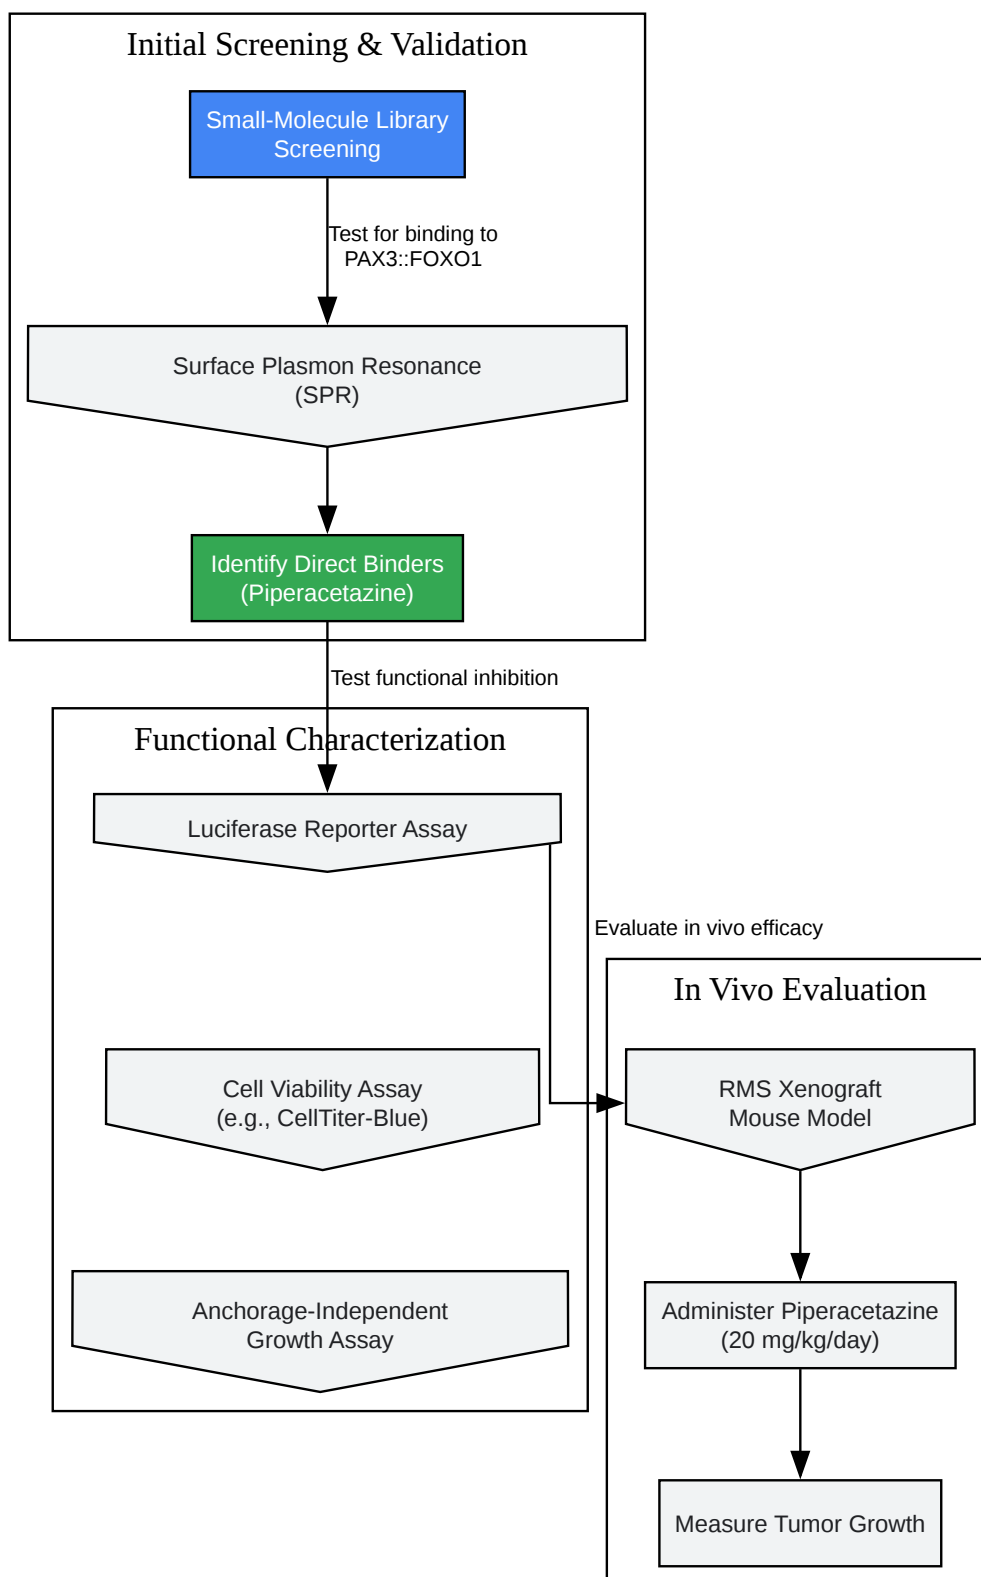 Initial Screening & Validation
Small-Molecule Library
Screening
Test for binding to
PAX3::FOXO1
Surface Plasmon Resonance
(SPR)
Identify Direct Binders
(Piperacetazine)
Test functional inhibition
Functional Characterization
Luciferase Reporter Assay
Evaluate in vivo efficacy
In Vivo Evaluation
Cell Viability Assay
(e.g., CellTiter-Blue)
RMS Xenograft
Mouse Model
Anchorage-Independent
Growth Assay
Administer Piperacetazine
(20 mg/kg/day)
Measure Tumor Growth